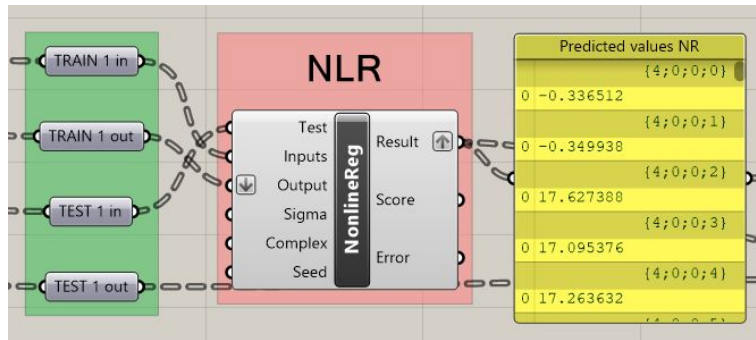 TRAIN 1 in
TRAIN 1 out
TEST 1 in
TEST 1 out
NLR
Test
Inputs
Output
Sigma
Complex
Seed
NonlineReg
Result
Score
Error
Predicted values NR
{4;0;0;0}
0 -0.336512
{4;0;0;1}
0 -0.349938
{4;0;0;2}
0 17.627388
{4;0;0;3}
0 17.095376
{4;0;0;4}
0 17.263632